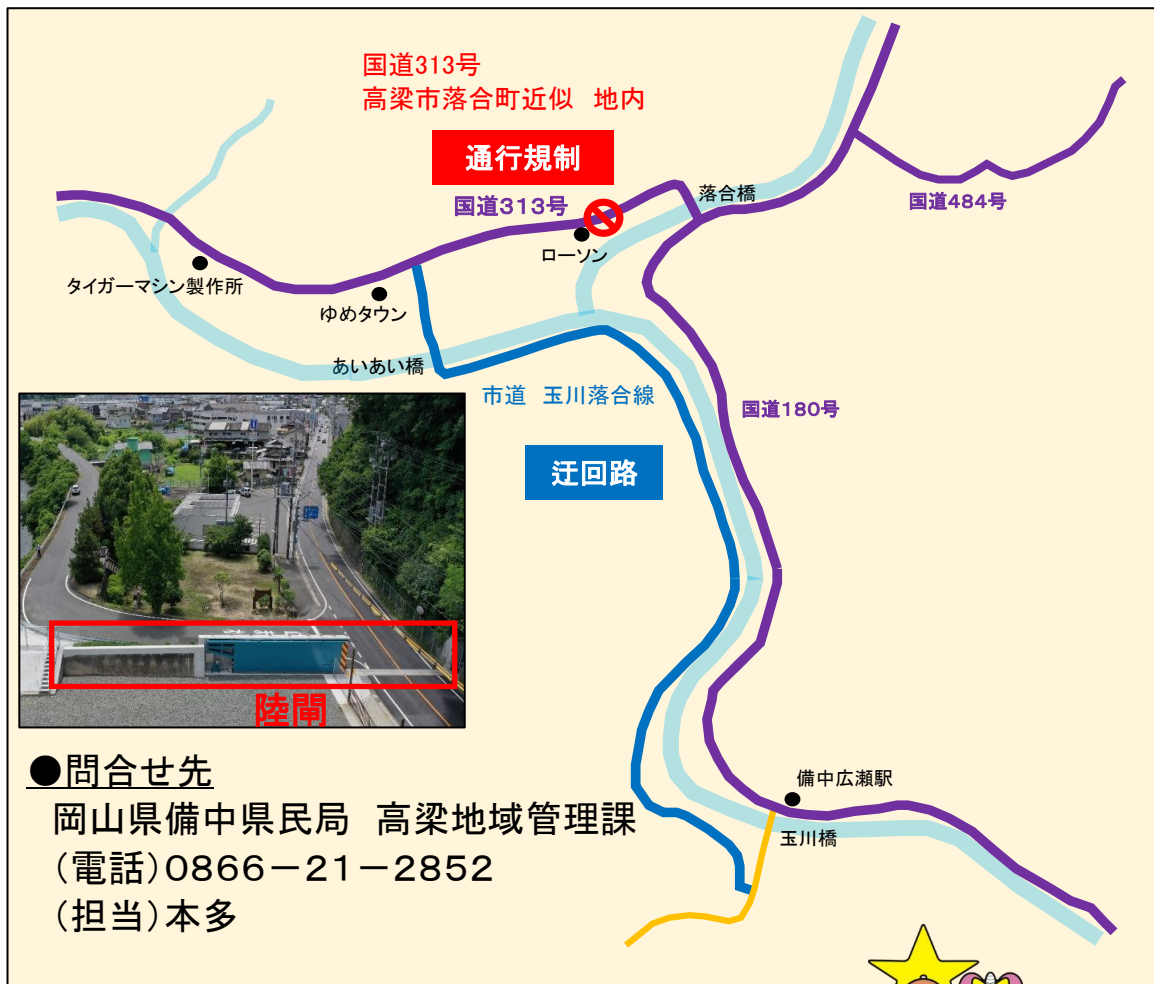 国道313号
高梁市落合町近似 地内
通行規制
国道313号
落合橋
国道484号
ローソン
タイガーマシン製作所
ゆめタウン
あいあい橋
市道 玉川落合線
国道180号
迂回路
陸閘
備中広瀬駅
玉川橋
●問合せ先
岡山県備中県民局 高梁地域管理課
(電話)0866-21-2852
(担当)本多